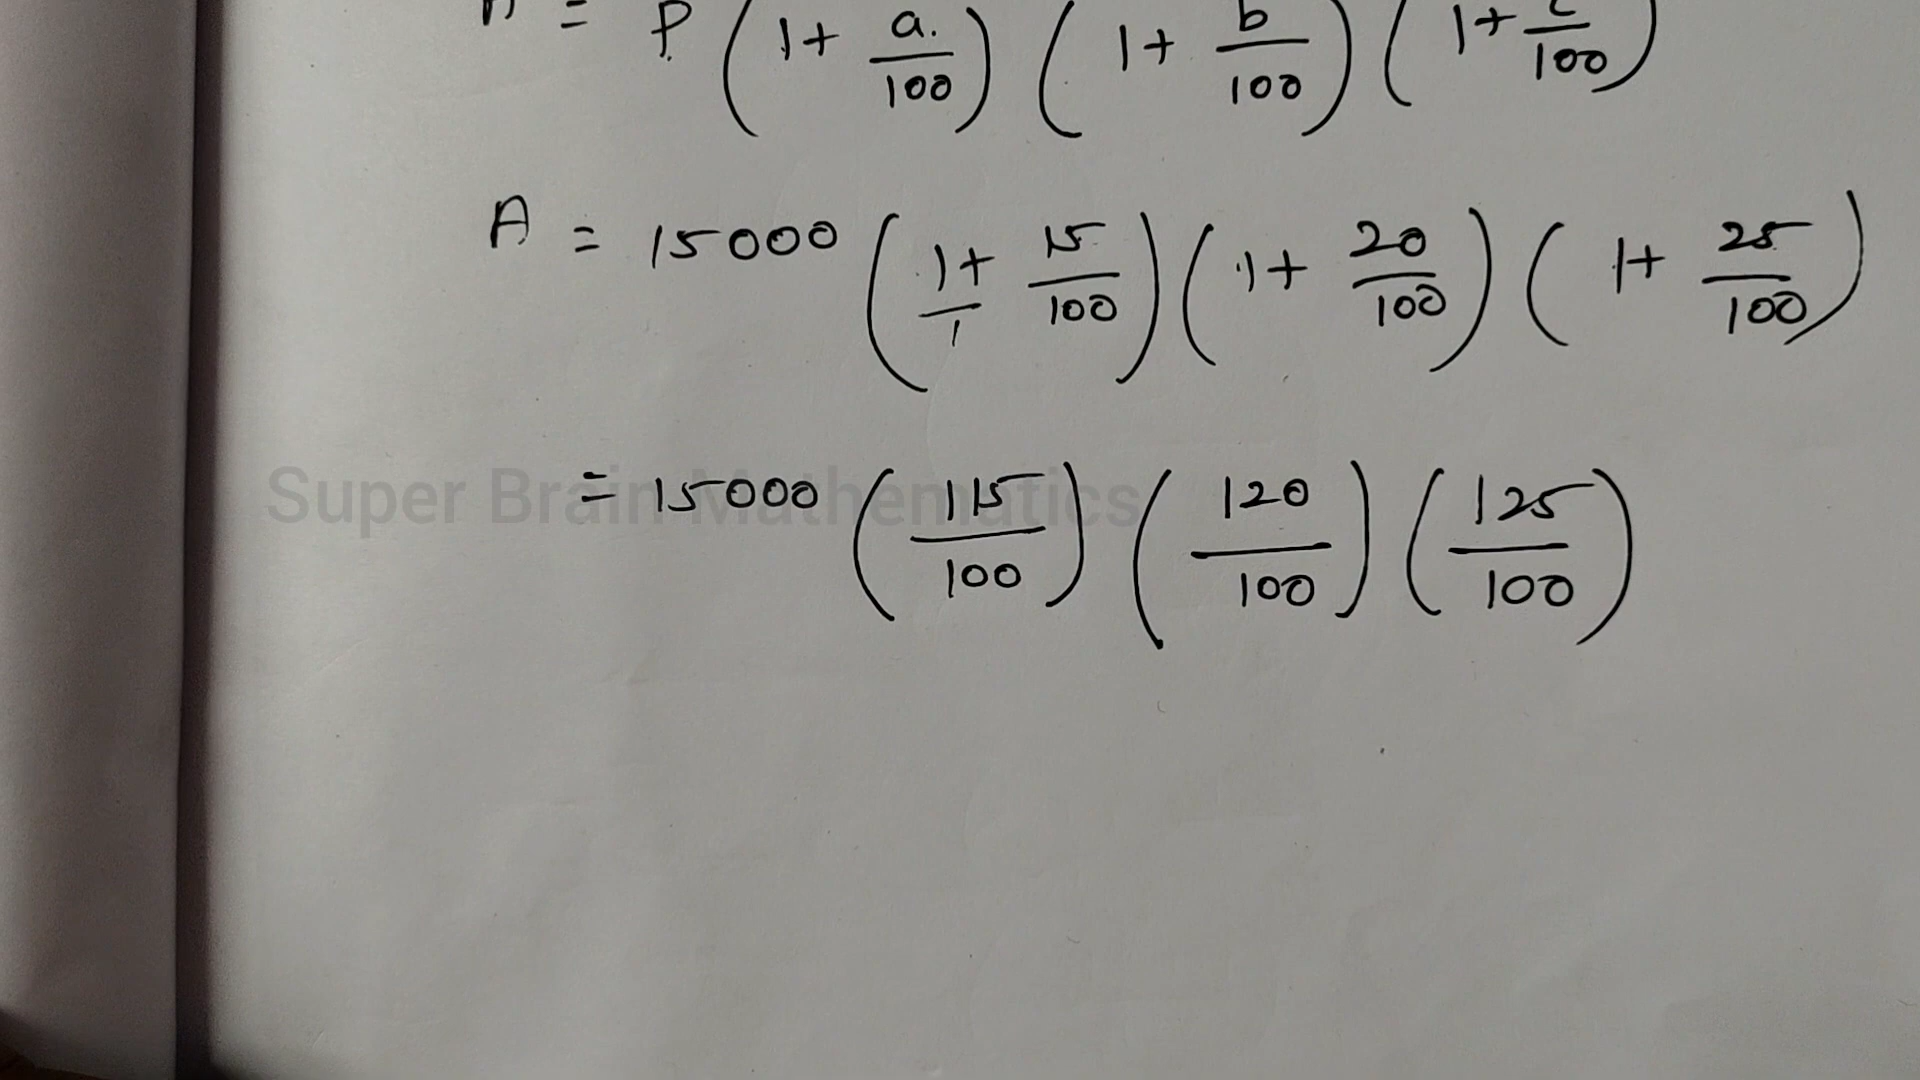 A = P (1 + a/100) (1 + b/100) (1 + c/100)
A = 15000 (1/1 + 15/100) (1 + 20/100) (1 + 25/100)
= 15000 (115/100) (120/100) (125/100)
Super Brain Mathematics